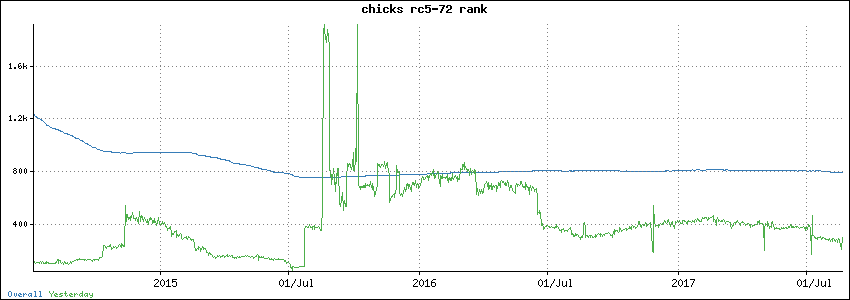 chicks rc5-72 rank
1.6k
1.2k
800
400
2015 01/Jul 2016 01/Jul 2017 01/Jul
Overall Yesterday